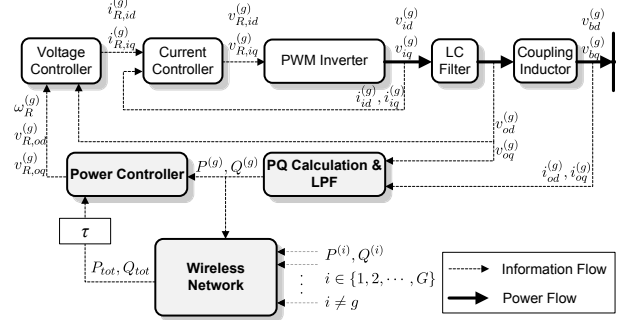 i_{R,id}^{(g)}
i_{R,iq}^{(g)}
v_{R,id}^{(g)}
v_{R,iq}^{(g)}
v_{id}^{(g)}
v_{iq}^{(g)}
v_{bd}^{(g)}
v_{bq}^{(g)}
Voltage
Controller
Current
Controller
PWM Inverter
LC
Filter
Coupling
Inductor
i_{id}^{(g)}, i_{iq}^{(g)}
ω_R^{(g)}
v_{R,od}^{(g)}
v_{R,oq}^{(g)}
v_{od}^{(g)}
v_{oq}^{(g)}
Power Controller
P^{(g)}, Q^{(g)}
PQ Calculation &
LPF
i_{od}^{(g)}, i_{oq}^{(g)}
τ
P_{tot}, Q_{tot}
Wireless
Network
P^{(i)}, Q^{(i)}
i ∈ {1, 2, ⋯, G}
i ≠ g
Information Flow
Power Flow